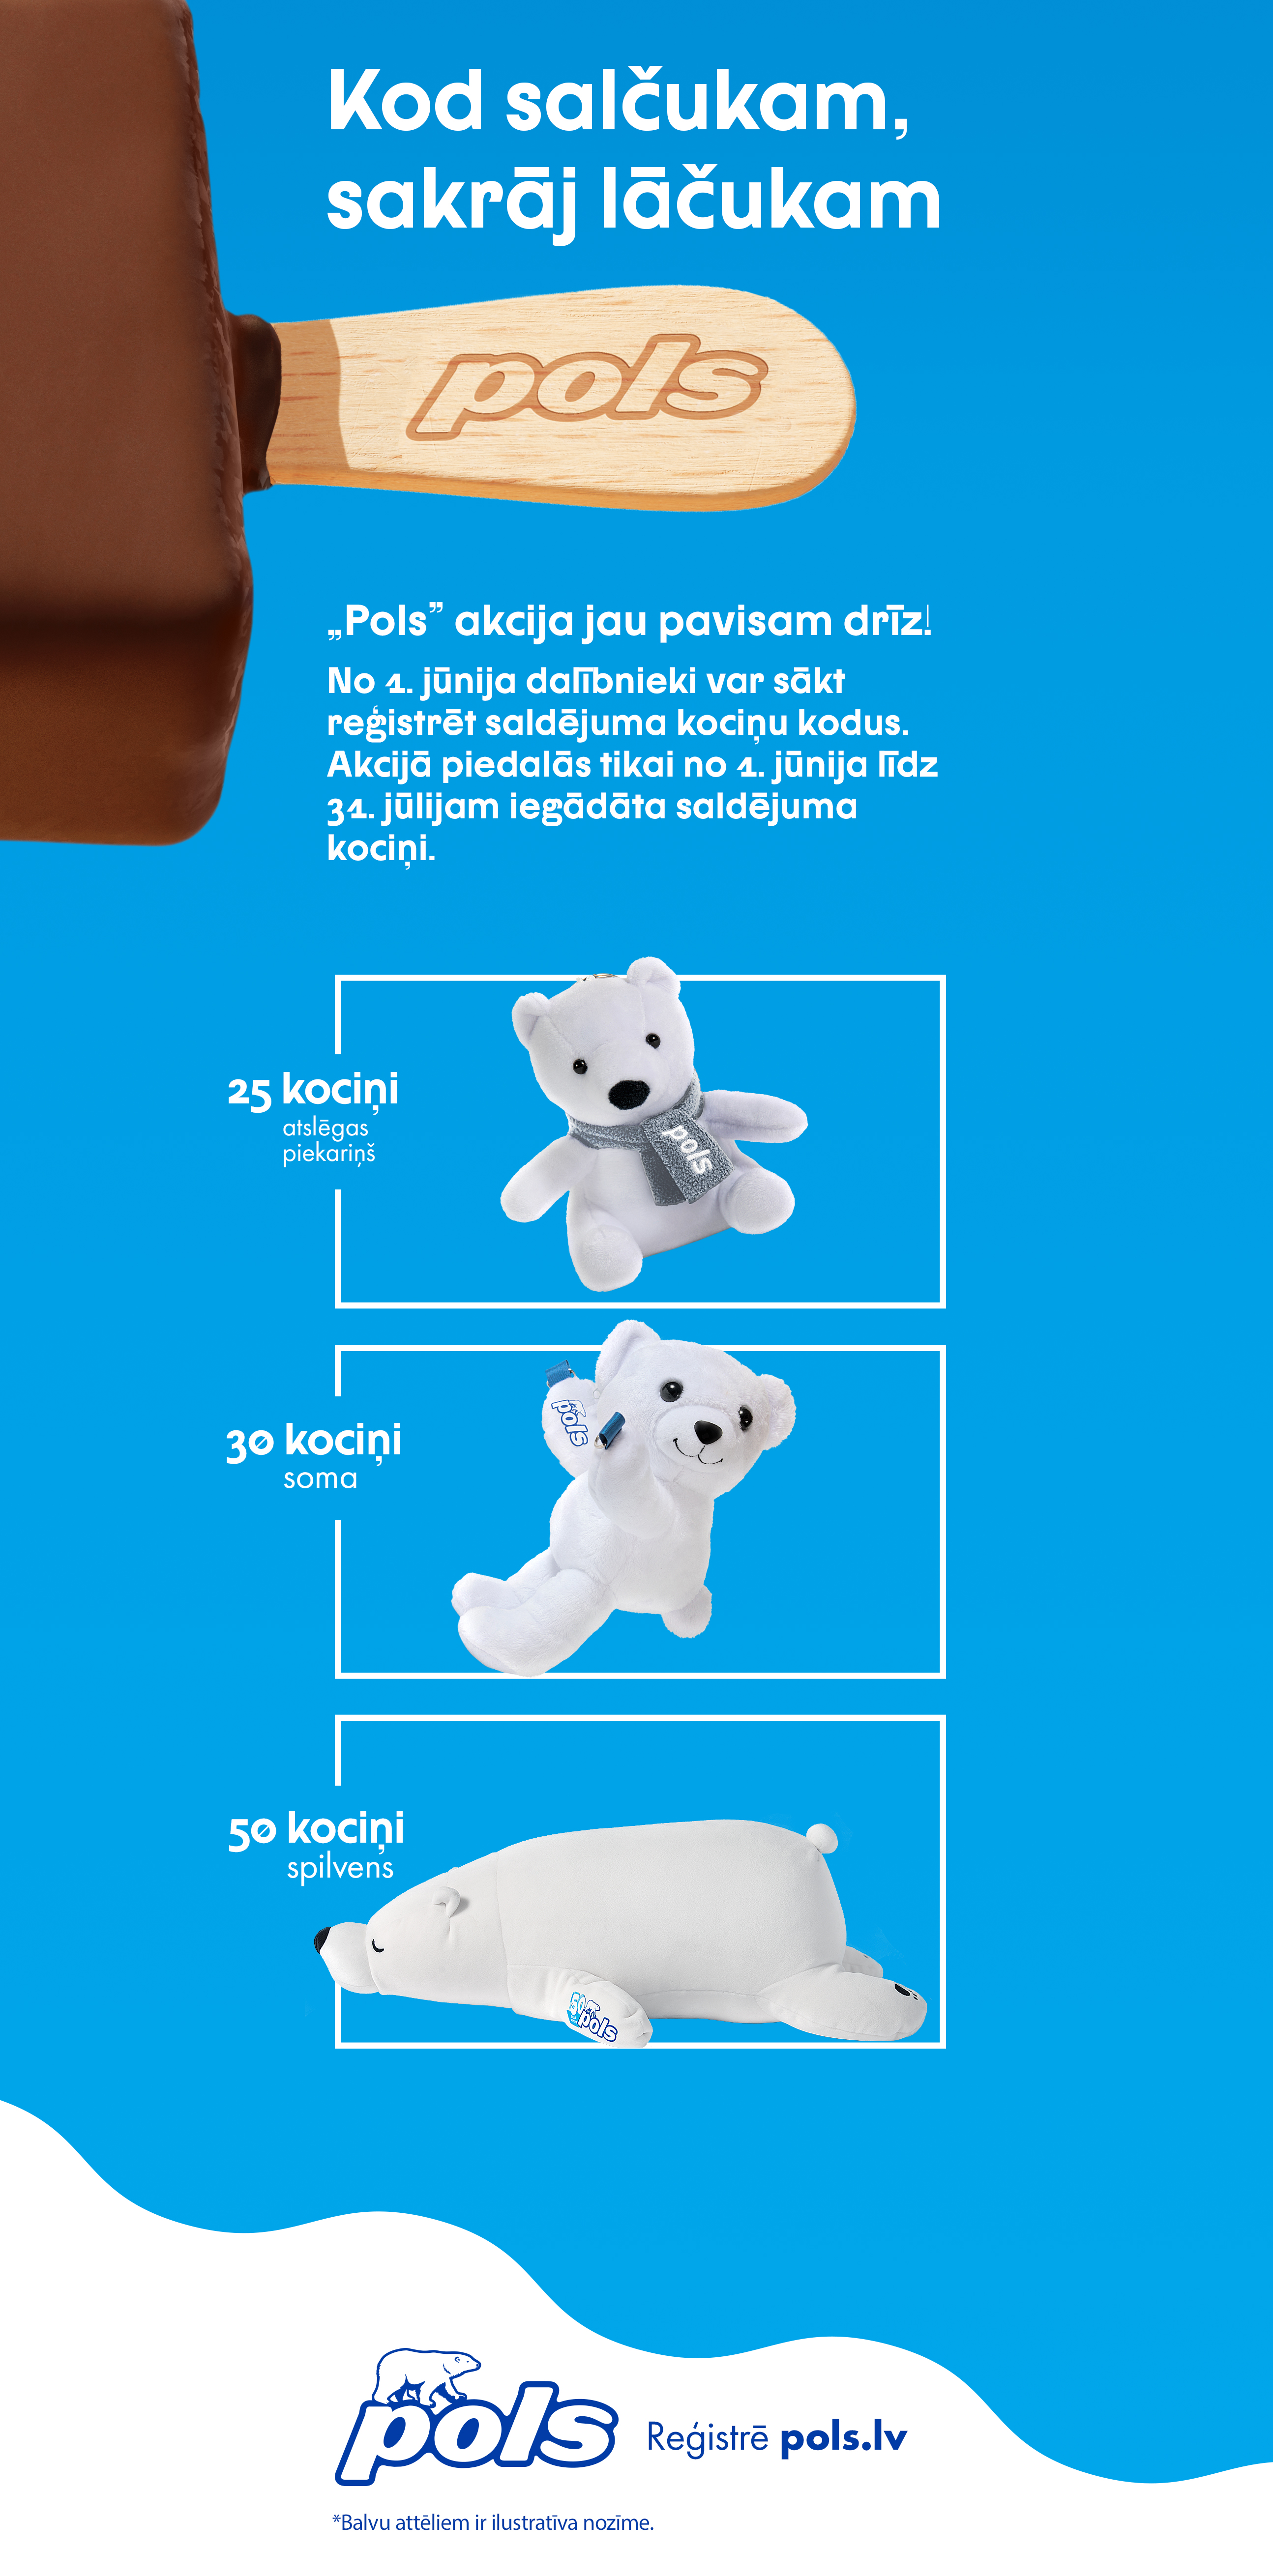 Kod salčukam,
sakrāj lāčukam
pols
„Pols” akcija jau pavisam drīz!
No 1. jūnija dalībnieki var sākt
reģistrēt saldējuma kociņu kodus.
Akcijā piedalās tikai no 1. jūnija līdz
31. jūlijam iegādāta saldējuma
kociņi.
25 kociņi
atslēgas
piekariņš
pols
30 kociņi
soma
pols
50 kociņi
spilvens
50
pols
pols
Reģistrē pols.lv
*Balvu attēliem ir ilustratīva nozīme.